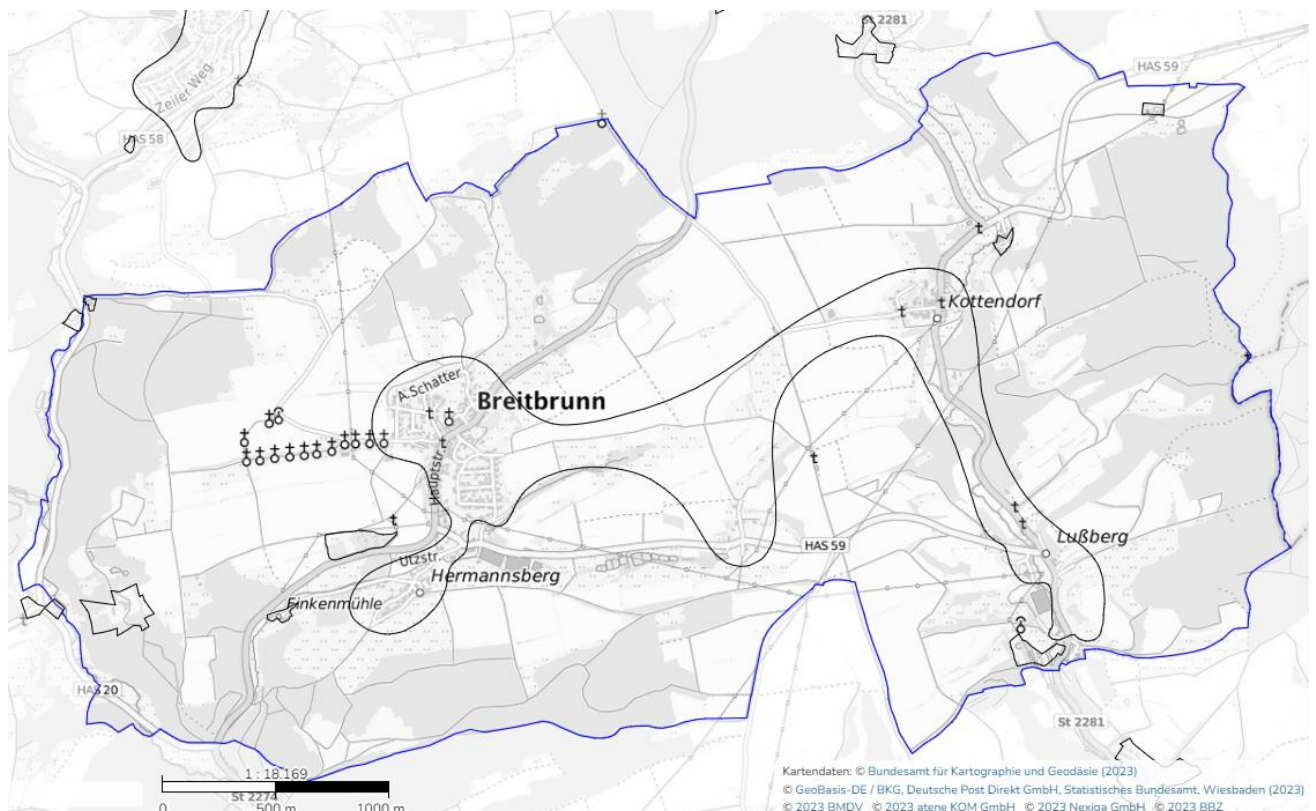 St 2281
HAS 59
Zeiler Weg
HAS 58
Kottendorf
A.Schatter
Breitbrunn
Hauptstr.
HAS 59
Lußberg
Utzstr.
Hermannsberg
Finkenmühle
HAS 20
St 2281
1 : 18.169
St 2274
0 500 m 1000 m
Kartendaten: © Bundesamt für Kartographie und Geodäsie (2023)
© GeoBasis-DE / BKG, Deutsche Post Direkt GmbH, Statistisches Bundesamt, Wiesbaden (2023)
© 2023 BMDV © 2023 atene KOM GmbH © 2023 Nexiga GmbH © 2023 BBZ